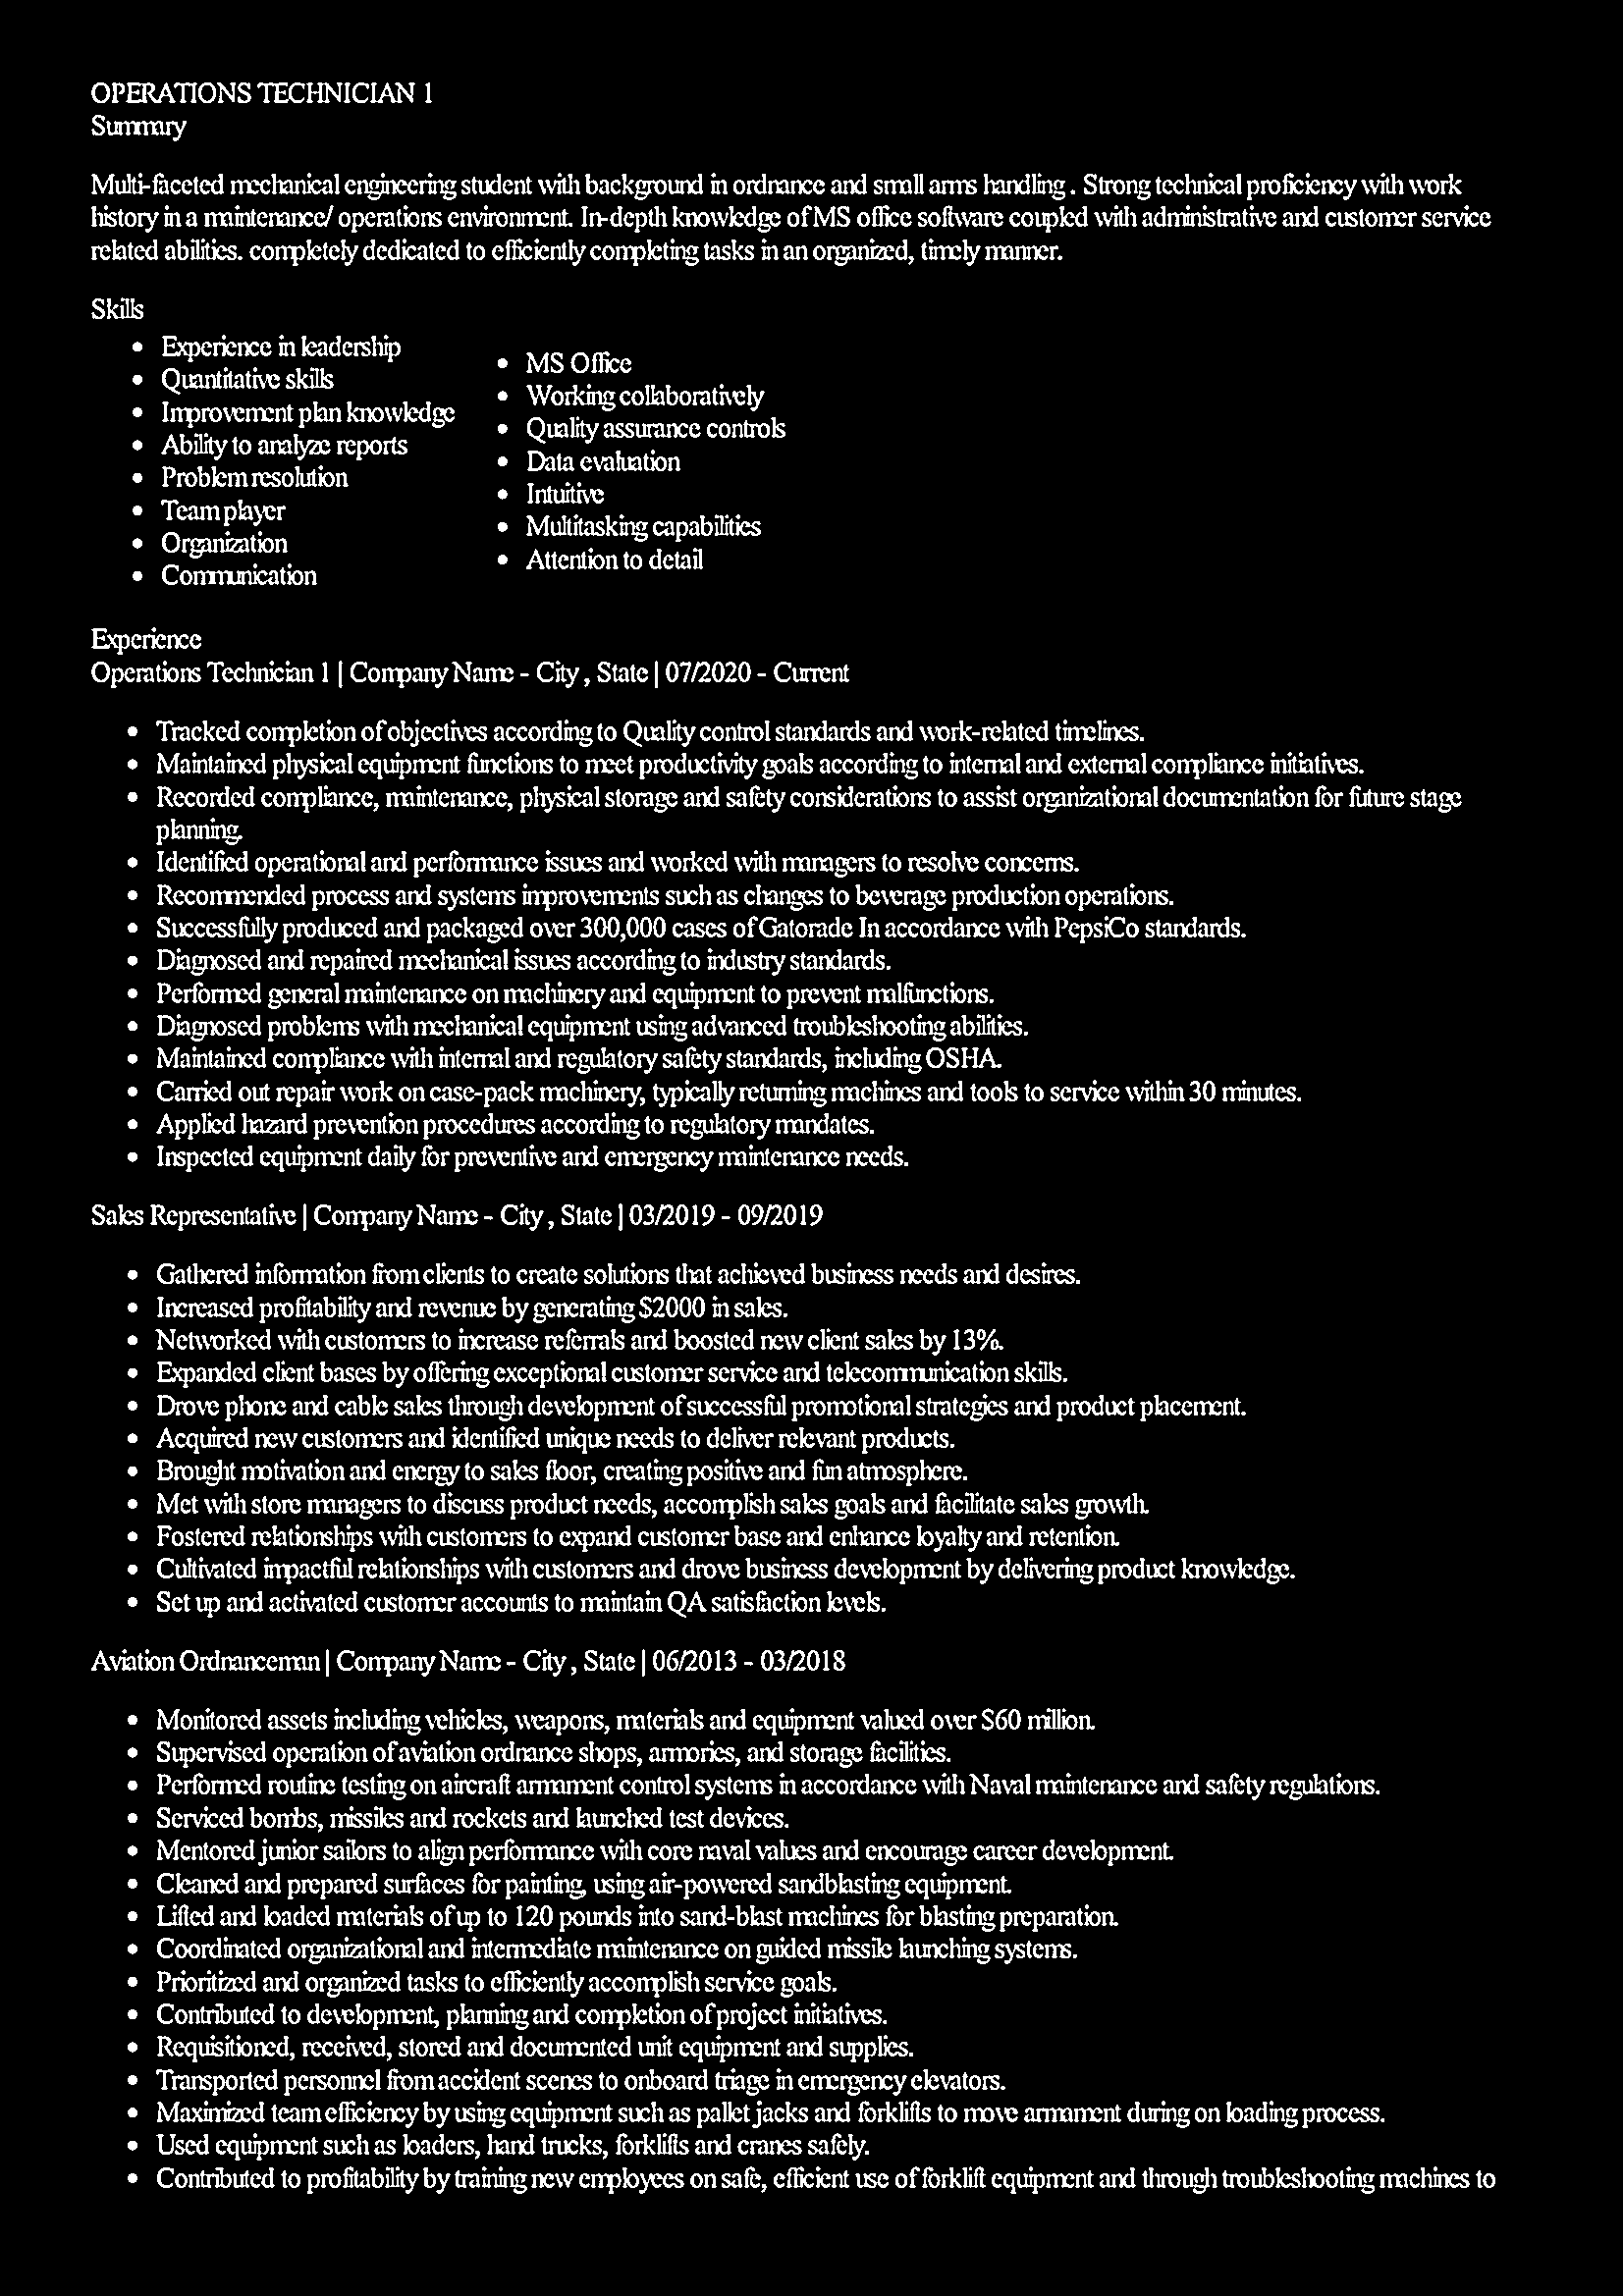 OPERATIONS TECHNICIAN 1
Summary
Multi-faceted mechanical engineering student with background in ordnance and small arms handling . Strong technical proficiency with work
history in a maintenance/ operations environment. In-depth knowledge of MS office software coupled with administrative and customer service
related abilities. completely dedicated to efficiently completing tasks in an organized, timely manner.
Skills
• Experience in leadership
• Quantitative skills
• Improvement plan knowledge
• Ability to analyze reports
• Problem resolution
• Team player
• Organization
• Communication
• MS Office
• Working collaboratively
• Quality assurance controls
• Data evaluation
• Intuitive
• Multitasking capabilities
• Attention to detail
Experience
Operations Technician 1 | Company Name - City , State | 07/2020 - Current
• Tracked completion of objectives according to Quality control standards and work-related timelines.
• Maintained physical equipment functions to meet productivity goals according to internal and external compliance initiatives.
• Recorded compliance, maintenance, physical storage and safety considerations to assist organizational documentation for future stage
planning.
• Identified operational and performance issues and worked with managers to resolve concerns.
• Recommended process and systems improvements such as changes to beverage production operations.
• Successfully produced and packaged over 300,000 cases of Gatorade In accordance with PepsiCo standards.
• Diagnosed and repaired mechanical issues according to industry standards.
• Performed general maintenance on machinery and equipment to prevent malfunctions.
• Diagnosed problems with mechanical equipment using advanced troubleshooting abilities.
• Maintained compliance with internal and regulatory safety standards, including OSHA.
• Carried out repair work on case-pack machinery, typically returning machines and tools to service within 30 minutes.
• Applied hazard prevention procedures according to regulatory mandates.
• Inspected equipment daily for preventive and emergency maintenance needs.
Sales Representative | Company Name - City , State | 03/2019 - 09/2019
• Gathered information from clients to create solutions that achieved business needs and desires.
• Increased profitability and revenue by generating $2000 in sales.
• Networked with customers to increase referrals and boosted new client sales by 13%.
• Expanded client bases by offering exceptional customer service and telecommunication skills.
• Drove phone and cable sales through development of successful promotional strategies and product placement.
• Acquired new customers and identified unique needs to deliver relevant products.
• Brought motivation and energy to sales floor, creating positive and fun atmosphere.
• Met with store managers to discuss product needs, accomplish sales goals and facilitate sales growth.
• Fostered relationships with customers to expand customer base and enhance loyalty and retention.
• Cultivated impactful relationships with customers and drove business development by delivering product knowledge.
• Set up and activated customer accounts to maintain QA satisfaction levels.
Aviation Ordnanceman | Company Name - City , State | 06/2013 - 03/2018
• Monitored assets including vehicles, weapons, materials and equipment valued over $60 million.
• Supervised operation of aviation ordnance shops, armories, and storage facilities.
• Performed routine testing on aircraft armament control systems in accordance with Naval maintenance and safety regulations.
• Serviced bombs, missiles and rockets and launched test devices.
• Mentored junior sailors to align performance with core naval values and encourage career development.
• Cleaned and prepared surfaces for painting, using air-powered sandblasting equipment.
• Lifted and loaded materials of up to 120 pounds into sand-blast machines for blasting preparation.
• Coordinated organizational and intermediate maintenance on guided missile launching systems.
• Prioritized and organized tasks to efficiently accomplish service goals.
• Contributed to development, planning and completion of project initiatives.
• Requisitioned, received, stored and documented unit equipment and supplies.
• Transported personnel from accident scenes to onboard triage in emergency elevators.
• Maximized team efficiency by using equipment such as pallet jacks and forklifts to move armament during on loading process.
• Used equipment such as loaders, hand trucks, forklifts and cranes safely.
• Contributed to profitability by training new employees on safe, efficient use of forklift equipment and through troubleshooting machines to